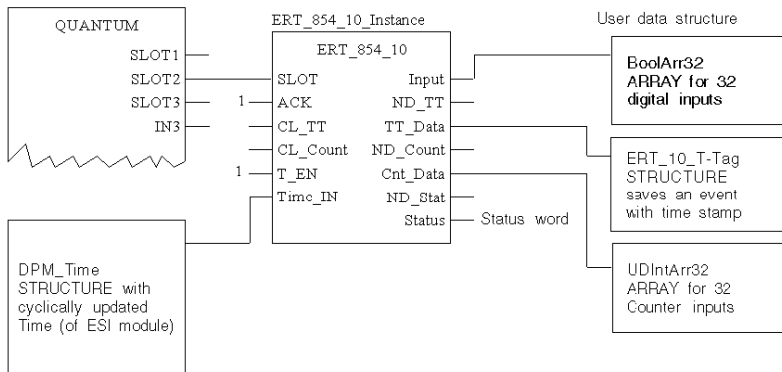 ERT_854_10_Instance
User data structure
QUANTUM
SLOT1
SLOT2
SLOT3
IN3
ERT_854_10
SLOT
1 ACK
CL_TT
CL_Count
1 T_EN
Time_IN
Input
ND_TT
TT_Data
ND_Count
Cnt_Data
ND_Stat
Status
Status word
BoolArr32
ARRAY for 32
digital inputs
ERT_10_T-Tag
STRUCTURE
saves an event
with time stamp
UDIntArr32
ARRAY for 32
Counter inputs
DPM_Time
STRUCTURE with
cyclically updated
Time (of ESI module)